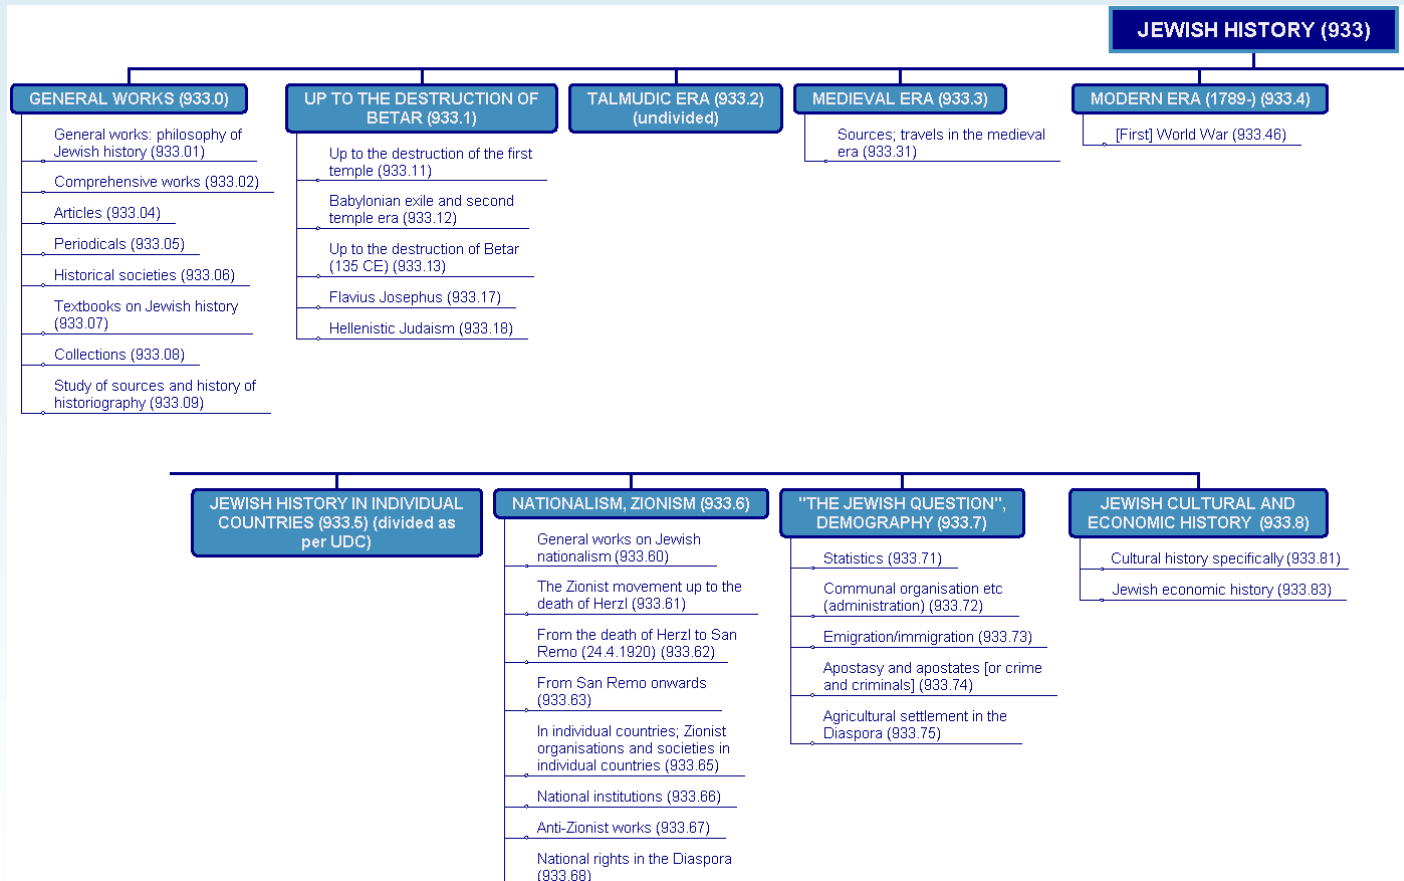 JEWISH HISTORY (933)
GENERAL WORKS (933.0)
General works: philosophy of
Jewish history (933.01)
Comprehensive works (933.02)
Articles (933.04)
Periodicals (933.05)
Historical societies (933.06)
Textbooks on Jewish history
(933.07)
Collections (933.08)
Study of sources and history of
historiography (933.09)
UP TO THE DESTRUCTION OF
BETAR (933.1)
Up to the destruction of the first
temple (933.11)
Babylonian exile and second
temple era (933.12)
Up to the destruction of Betar
(135 CE) (933.13)
Flavius Josephus (933.17)
Hellenistic Judaism (933.18)
TALMUDIC ERA (933.2)
(undivided)
MEDIEVAL ERA (933.3)
Sources; travels in the medieval
era (933.31)
MODERN ERA (1789-) (933.4)
[First] World War (933.46)
JEWISH HISTORY IN INDIVIDUAL
COUNTRIES (933.5) (divided as
per UDC)
NATIONALISM, ZIONISM (933.6)
General works on Jewish
nationalism (933.60)
The Zionist movement up to the
death of Herzl (933.61)
From the death of Herzl to San
Remo (24.4.1920) (933.62)
From San Remo onwards
(933.63)
In individual countries; Zionist
organisations and societies in
individual countries (933.65)
National institutions (933.66)
Anti-Zionist works (933.67)
National rights in the Diaspora
(933.68)
"THE JEWISH QUESTION",
DEMOGRAPHY (933.7)
Statistics (933.71)
Communal organisation etc
(administration) (933.72)
Emigration/immigration (933.73)
Apostasy and apostates [or crime
and criminals] (933.74)
Agricultural settlement in the
Diaspora (933.75)
JEWISH CULTURAL AND
ECONOMIC HISTORY (933.8)
Cultural history specifically (933.81)
Jewish economic history (933.83)